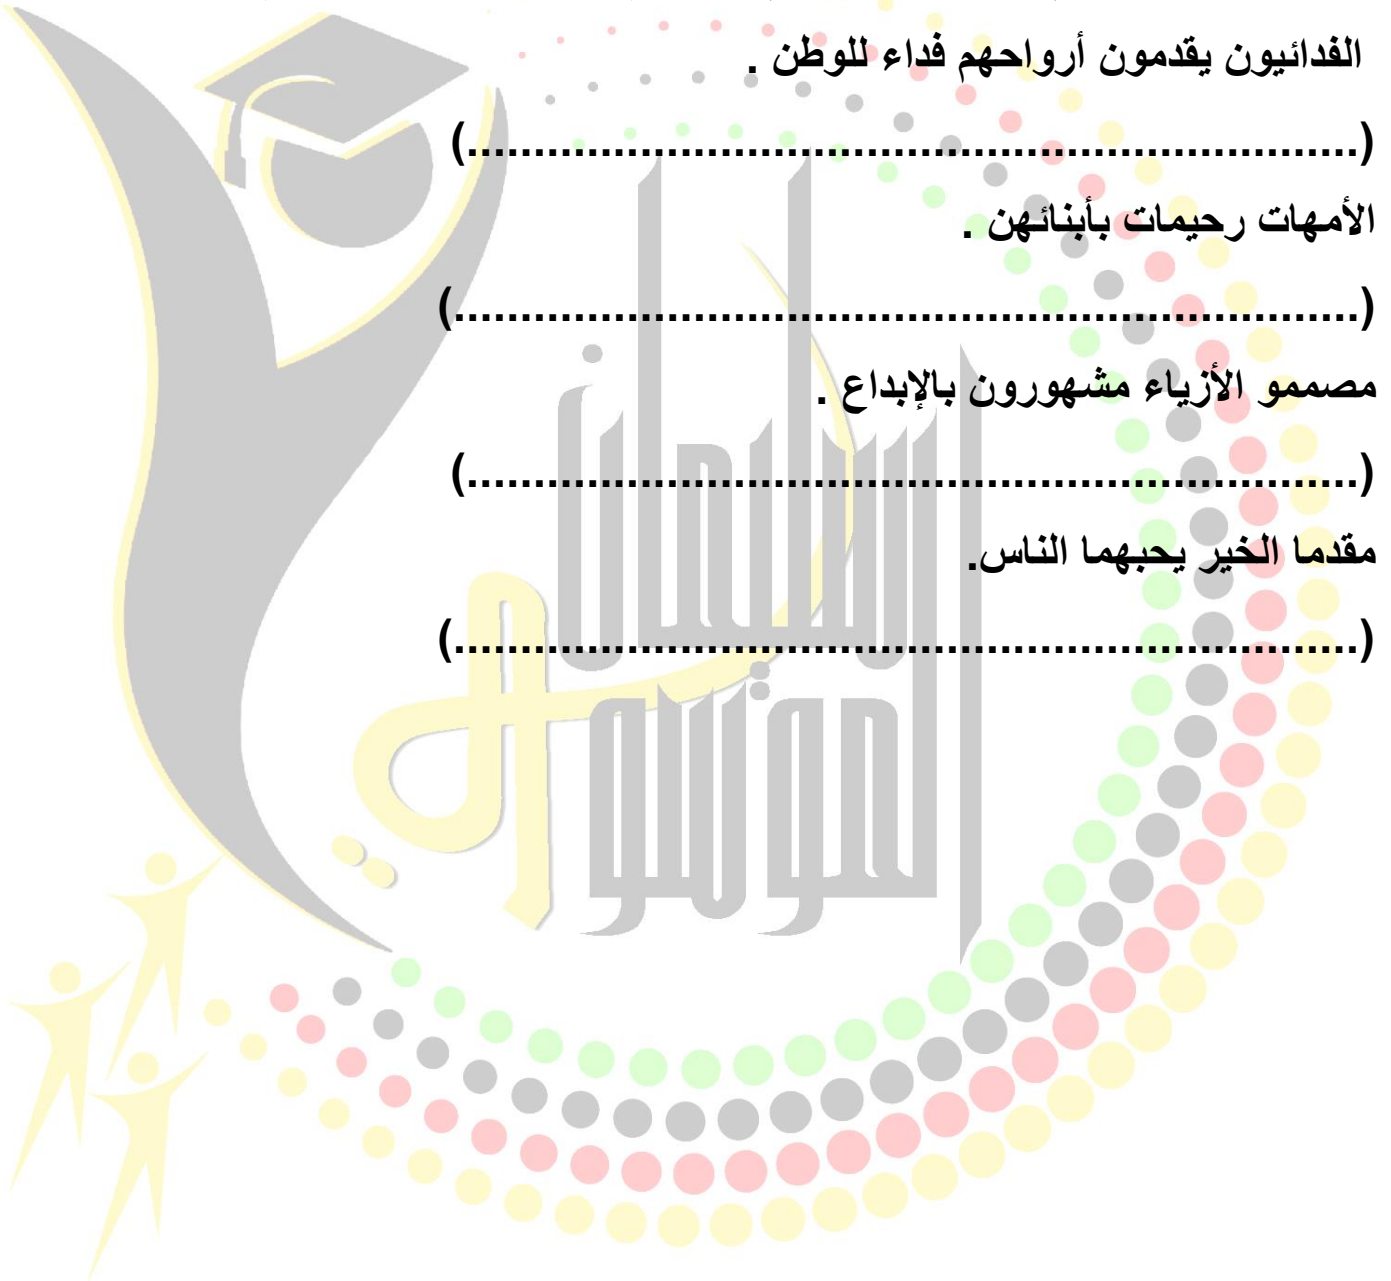 الفدائيون يقدمون أرواحهم فداء للوطن .
(...................................................................)
الأمهات رحيمات بأبنائهن .
(....................................................................)
مصممو الأزياء مشهورون بالإبداع .
(...................................................................)
مقدما الخير يحبهما الناس.
(....................................................................)